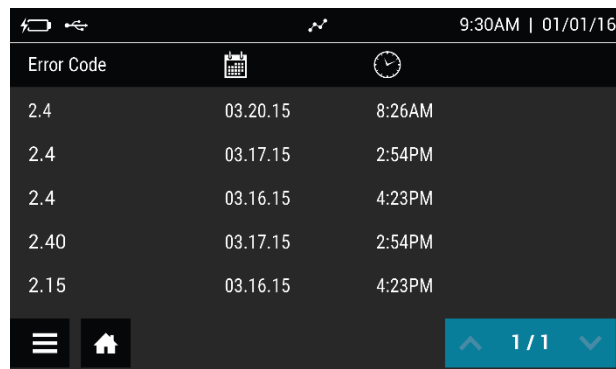 9:30AM | 01/01/16
Error Code
2.4 03.20.15 8:26AM
2.4 03.17.15 2:54PM
2.4 03.16.15 4:23PM
2.40 03.17.15 2:54PM
2.15 03.16.15 4:23PM
1 / 1